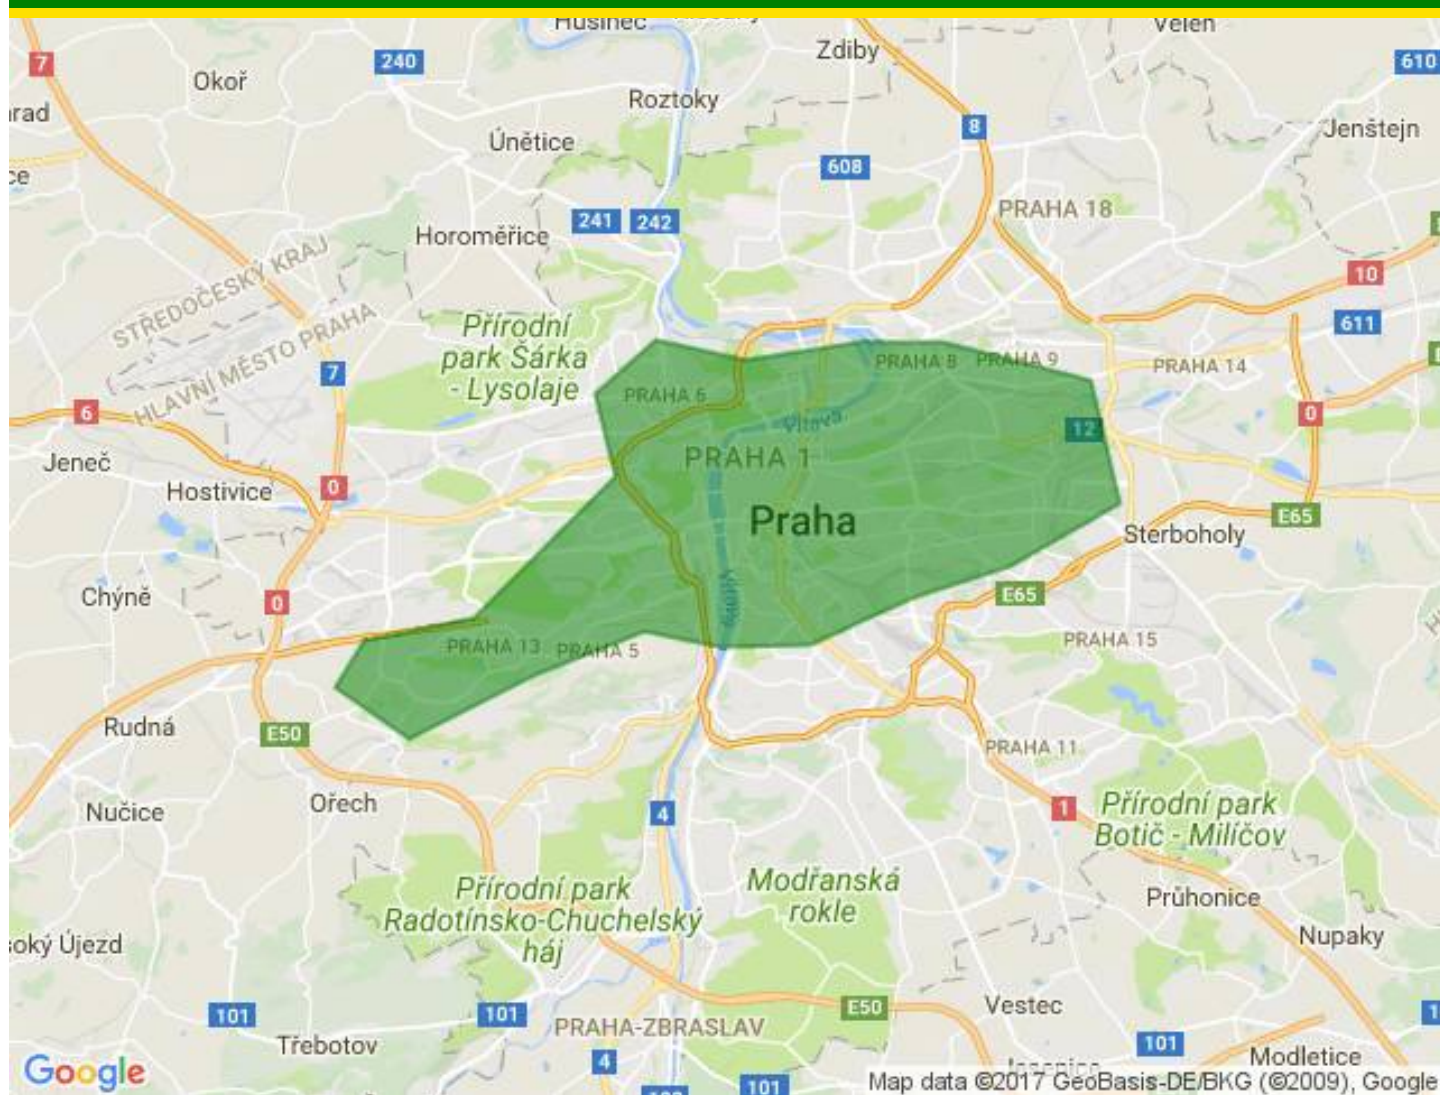 Husinec
Velen
Zdiby
7
240
610
Okoř
Roztoky
8
Jenštejn
Únětice
608
241
242
PRAHA 18
Horoměřice
STŘEDOČESKÝ KRAJ
10
HLAVNÍ MĚSTO PRAHA
Přírodní
park Šárka
- Lysolaje
611
7
PRAHA 8
PRAHA 9
PRAHA 14
PRAHA 6
6
0
Vltava
12
Jeneč
PRAHA 1
Hostivice
0
Praha
E65
Sterboholy
Chýně
0
E65
Vltava
PRAHA 13
PRAHA 5
PRAHA 15
Rudná
E50
PRAHA 11
Nučice
Ořech
4
1
Přírodní park
Botič - Milíčov
Přírodní park
Radotínsko-Chuchelský
háj
Modřanská
rokle
Průhonice
Nupaky
soký Újezd
101
101
E50
Vestec
PRAHA-ZBRASLAV
Třebotov
4
101
Modletice
Jesenice
101
Google
Map data ©2017 GeoBasis-DE/BKG (©2009), Google